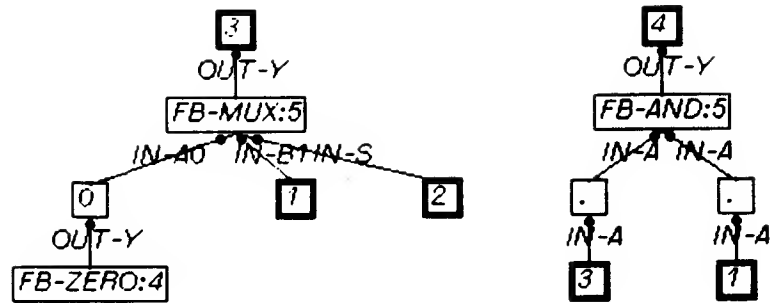 3 4
OUT-Y OUT-Y
FB-MUX:5 FB-AND:5
IN-A0 IN-B1 IN-S IN-A IN-A
0 1 2 . .
OUT-Y IN-A IN-A
FB-ZERO:4 3 1